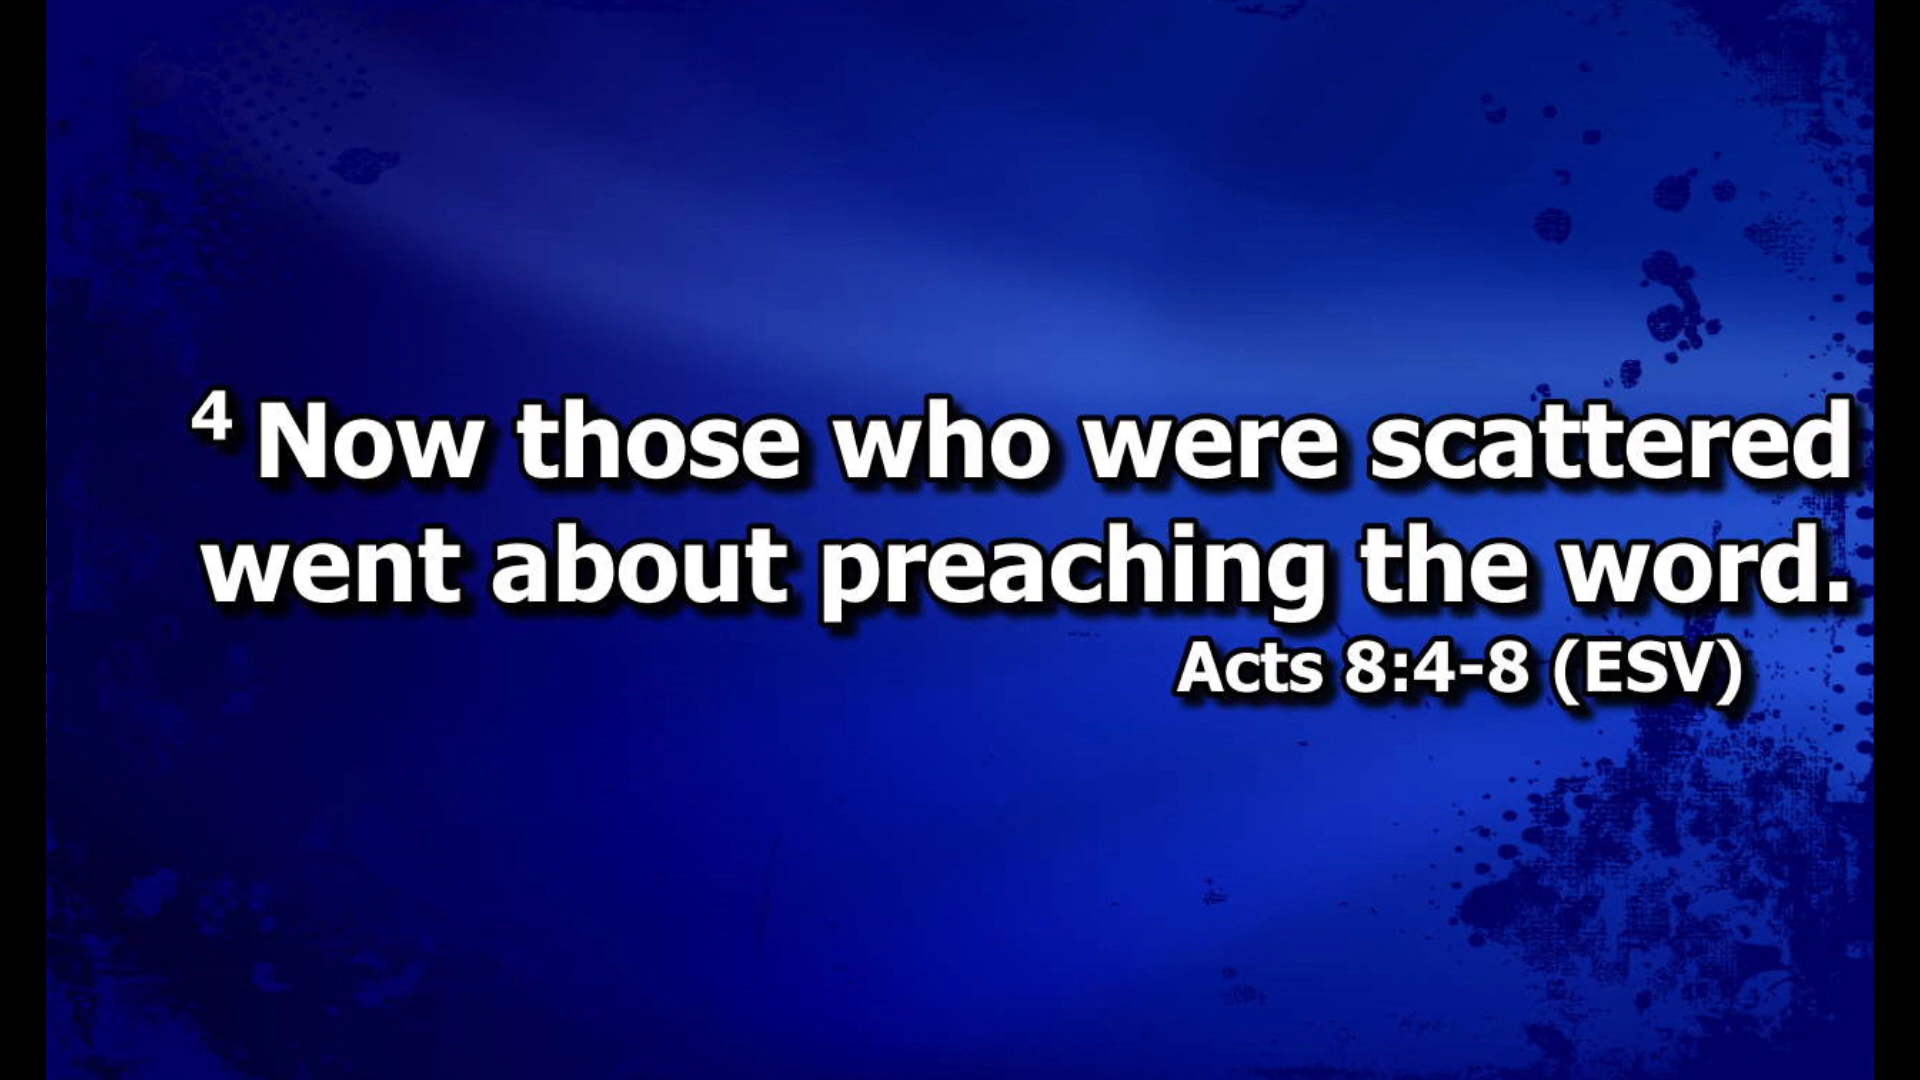 4 Now those who were scattered
went about preaching the word.
Acts 8:4-8 (ESV)